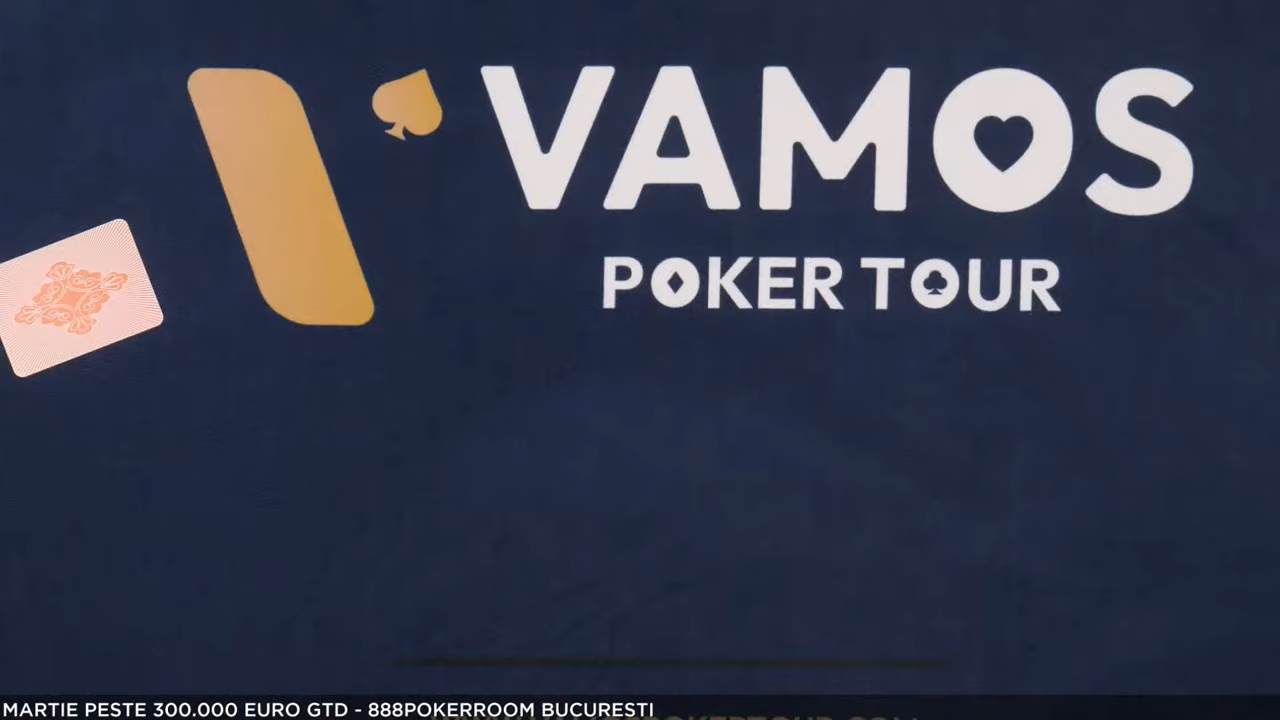 VAMOS
POKER TOUR
MARTIE PESTE 300.000 EURO GTD - 888POKERROOM BUCURESTI